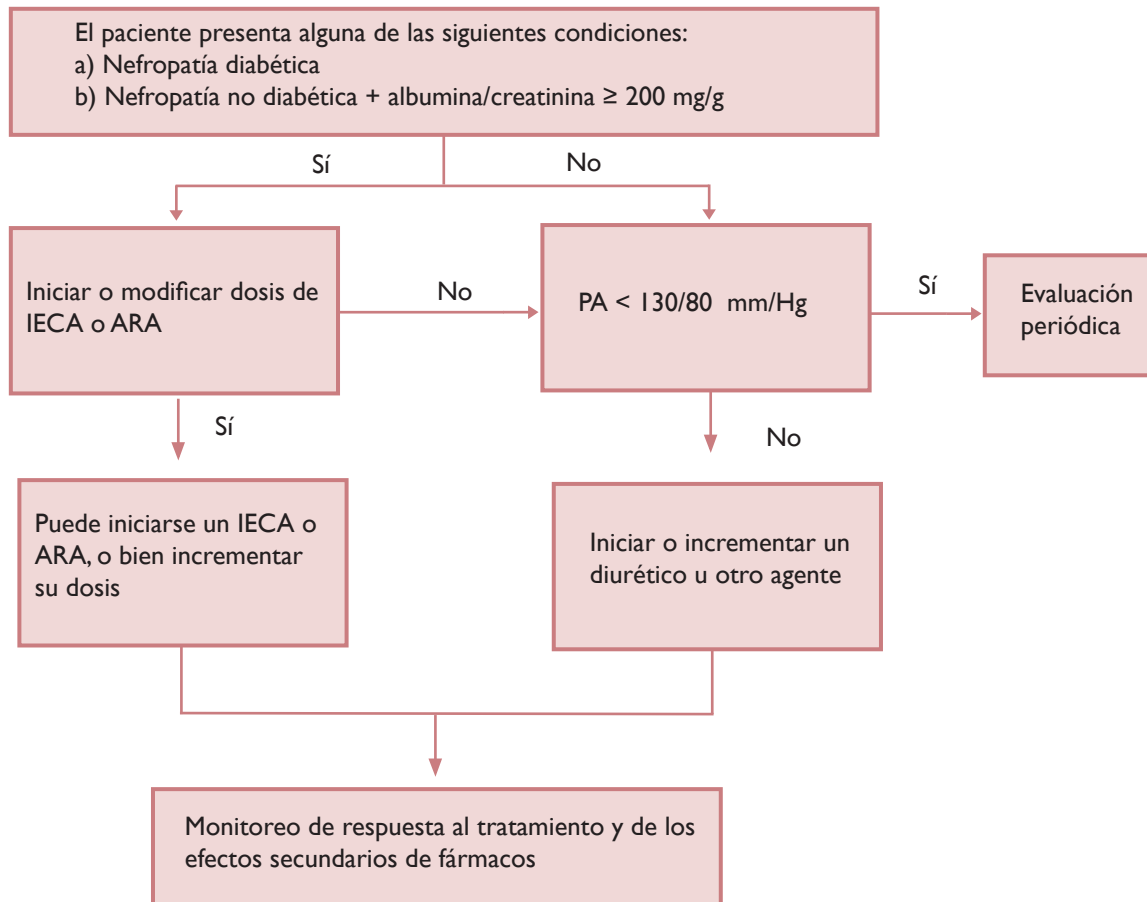 El paciente presenta alguna de las siguientes condiciones:
a) Nefropatía diabética
b) Nefropatía no diabética + albumina/creatinina ≥ 200 mg/g
Sí
No
Iniciar o modificar dosis de
IECA o ARA
No
PA < 130/80 mm/Hg
Sí
Evaluación
periódica
Sí
No
Puede iniciarse un IECA o
ARA, o bien incrementar
su dosis
Iniciar o incrementar un
diurético u otro agente
Monitoreo de respuesta al tratamiento y de los
efectos secundarios de fármacos